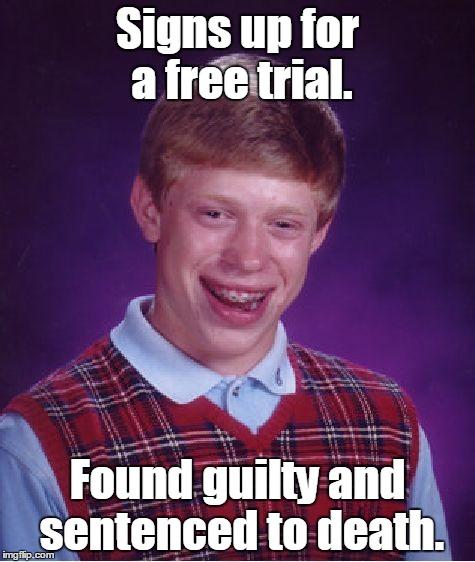 Signs up for
a free trial.
Found guilty and
sentenced to death.
imgflip.com